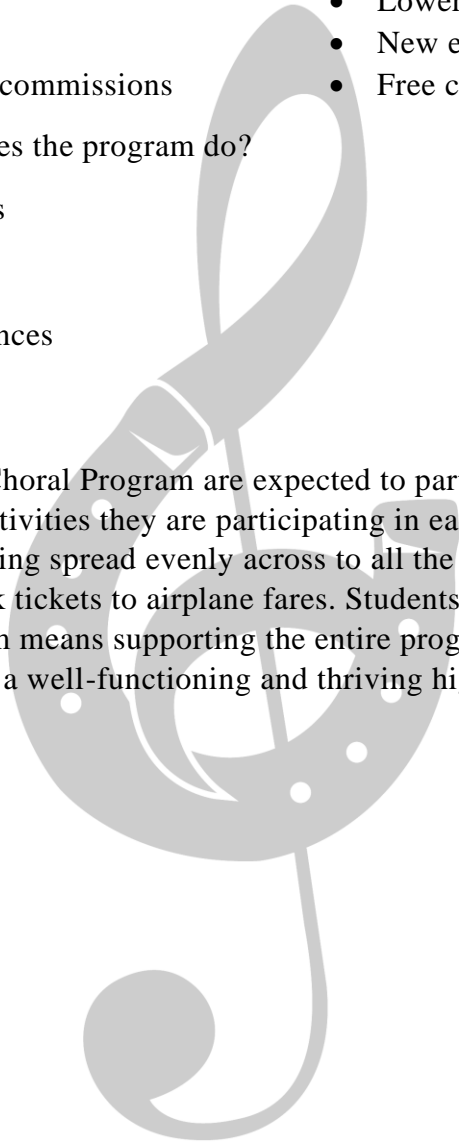 • Lower
• New e
commissions • Free c
es the program do?
s
nces
Choral Program are expected to par
tivities they are participating in ea
ing spread evenly across to all the
k tickets to airplane fares. Students
n means supporting the entire prog
a well-functioning and thriving hi